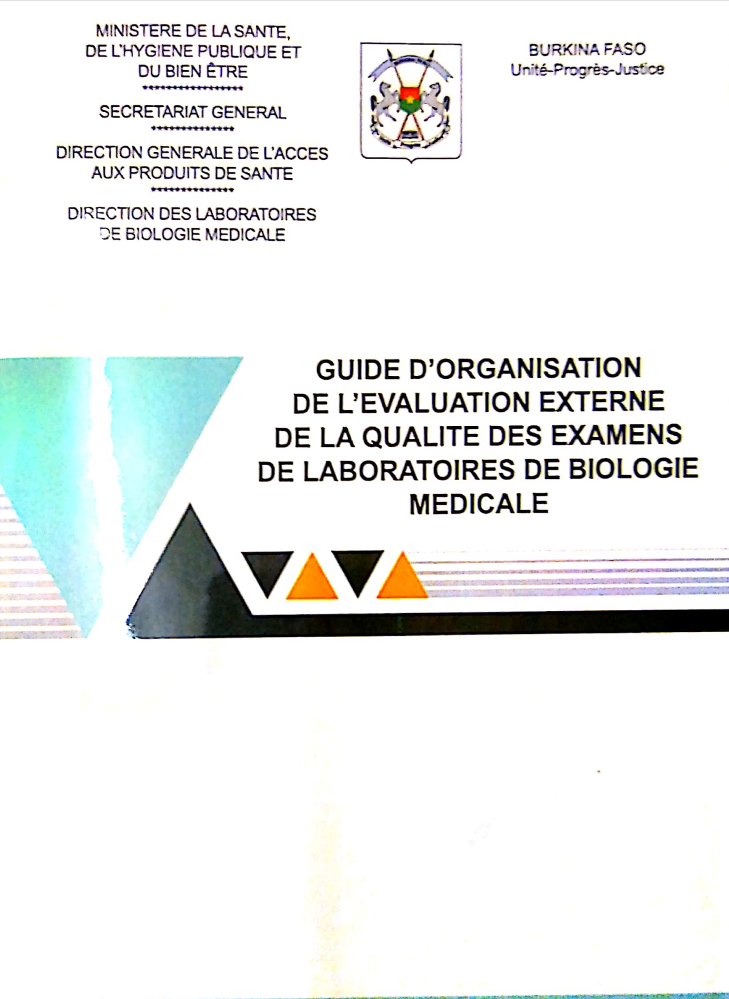 MINISTERE DE LA SANTE,
DE L'HYGIENE PUBLIQUE ET
DU BIEN ÊTRE
*****************
SECRETARIAT GENERAL
**************
DIRECTION GENERALE DE L'ACCES
AUX PRODUITS DE SANTE
**************
DIRECTION DES LABORATOIRES
DE BIOLOGIE MEDICALE
BURKINA FASO
Unité-Progrès-Justice
GUIDE D'ORGANISATION
DE L'EVALUATION EXTERNE
DE LA QUALITE DES EXAMENS
DE LABORATOIRES DE BIOLOGIE
MEDICALE